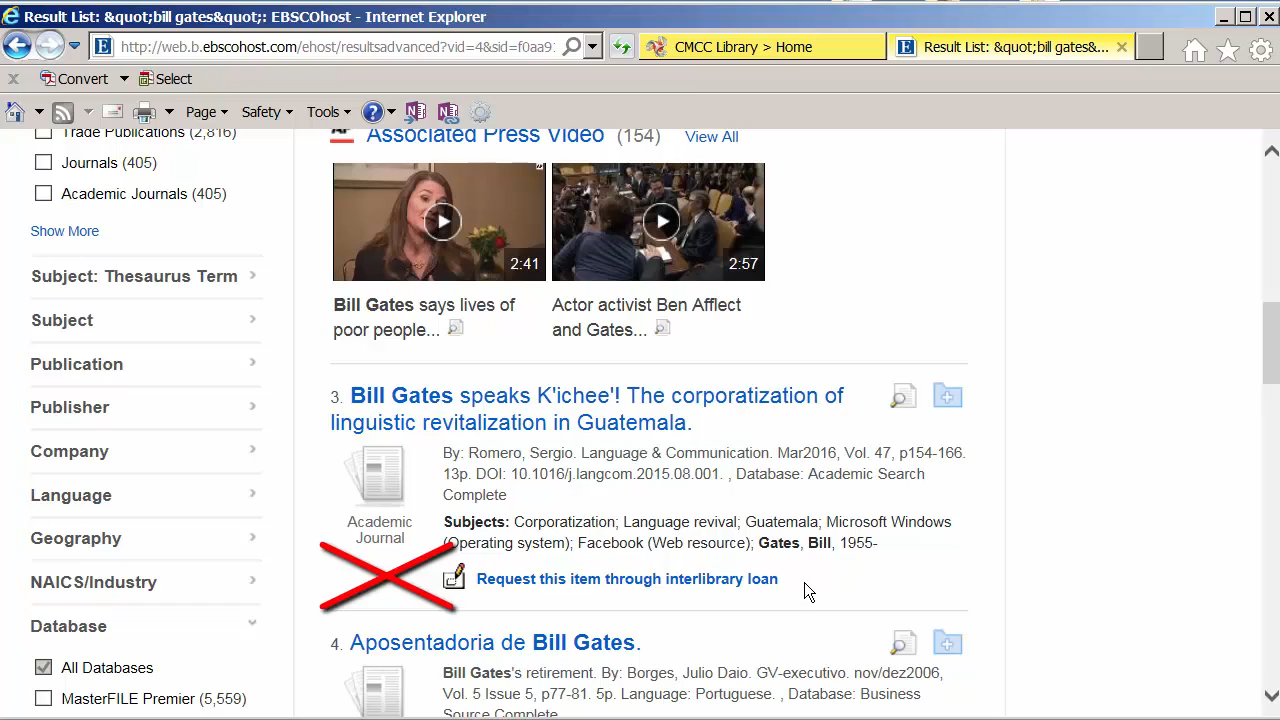 Result List: &quot;bill gates&quot;: EBSCOhost - Internet Explorer
http://web.b.ebscohost.com/ehost/resultsadvanced?vid=4&sid=f0aa9
CMCC Library > Home
Result List: &quot;bill gates&...
Convert
Select
Page
Safety
Tools
Trade Publications (2,816)
Journals (405)
Academic Journals (405)
Show More
Subject: Thesaurus Term
Subject
Publication
Publisher
Company
Language
Geography
NAICS/Industry
Database
All Databases
MasterFILE Premier (5,559)
AP
Associated Press Video (154) View All
2:41
2:57
Bill Gates says lives of
poor people...
Actor activist Ben Afflect
and Gates...
3. Bill Gates speaks K'ichee'! The corporatization of
linguistic revitalization in Guatemala.
Academic
Journal
By: Romero, Sergio. Language & Communication. Mar2016, Vol. 47, p154-166.
13p. DOI: 10.1016/j.langcom.2015.08.001. , Database: Academic Search
Complete
Subjects: Corporatization; Language revival; Guatemala; Microsoft Windows
(Operating system); Facebook (Web resource); Gates, Bill, 1955-
Request this item through interlibrary loan
4. Aposentadoria de Bill Gates.
Bill Gates's retirement. By: Borges, Julio Daio. GV-executivo. nov/dez2006,
Vol. 5 Issue 5, p77-81. 5p. Language: Portuguese. , Database: Business
Source Complete